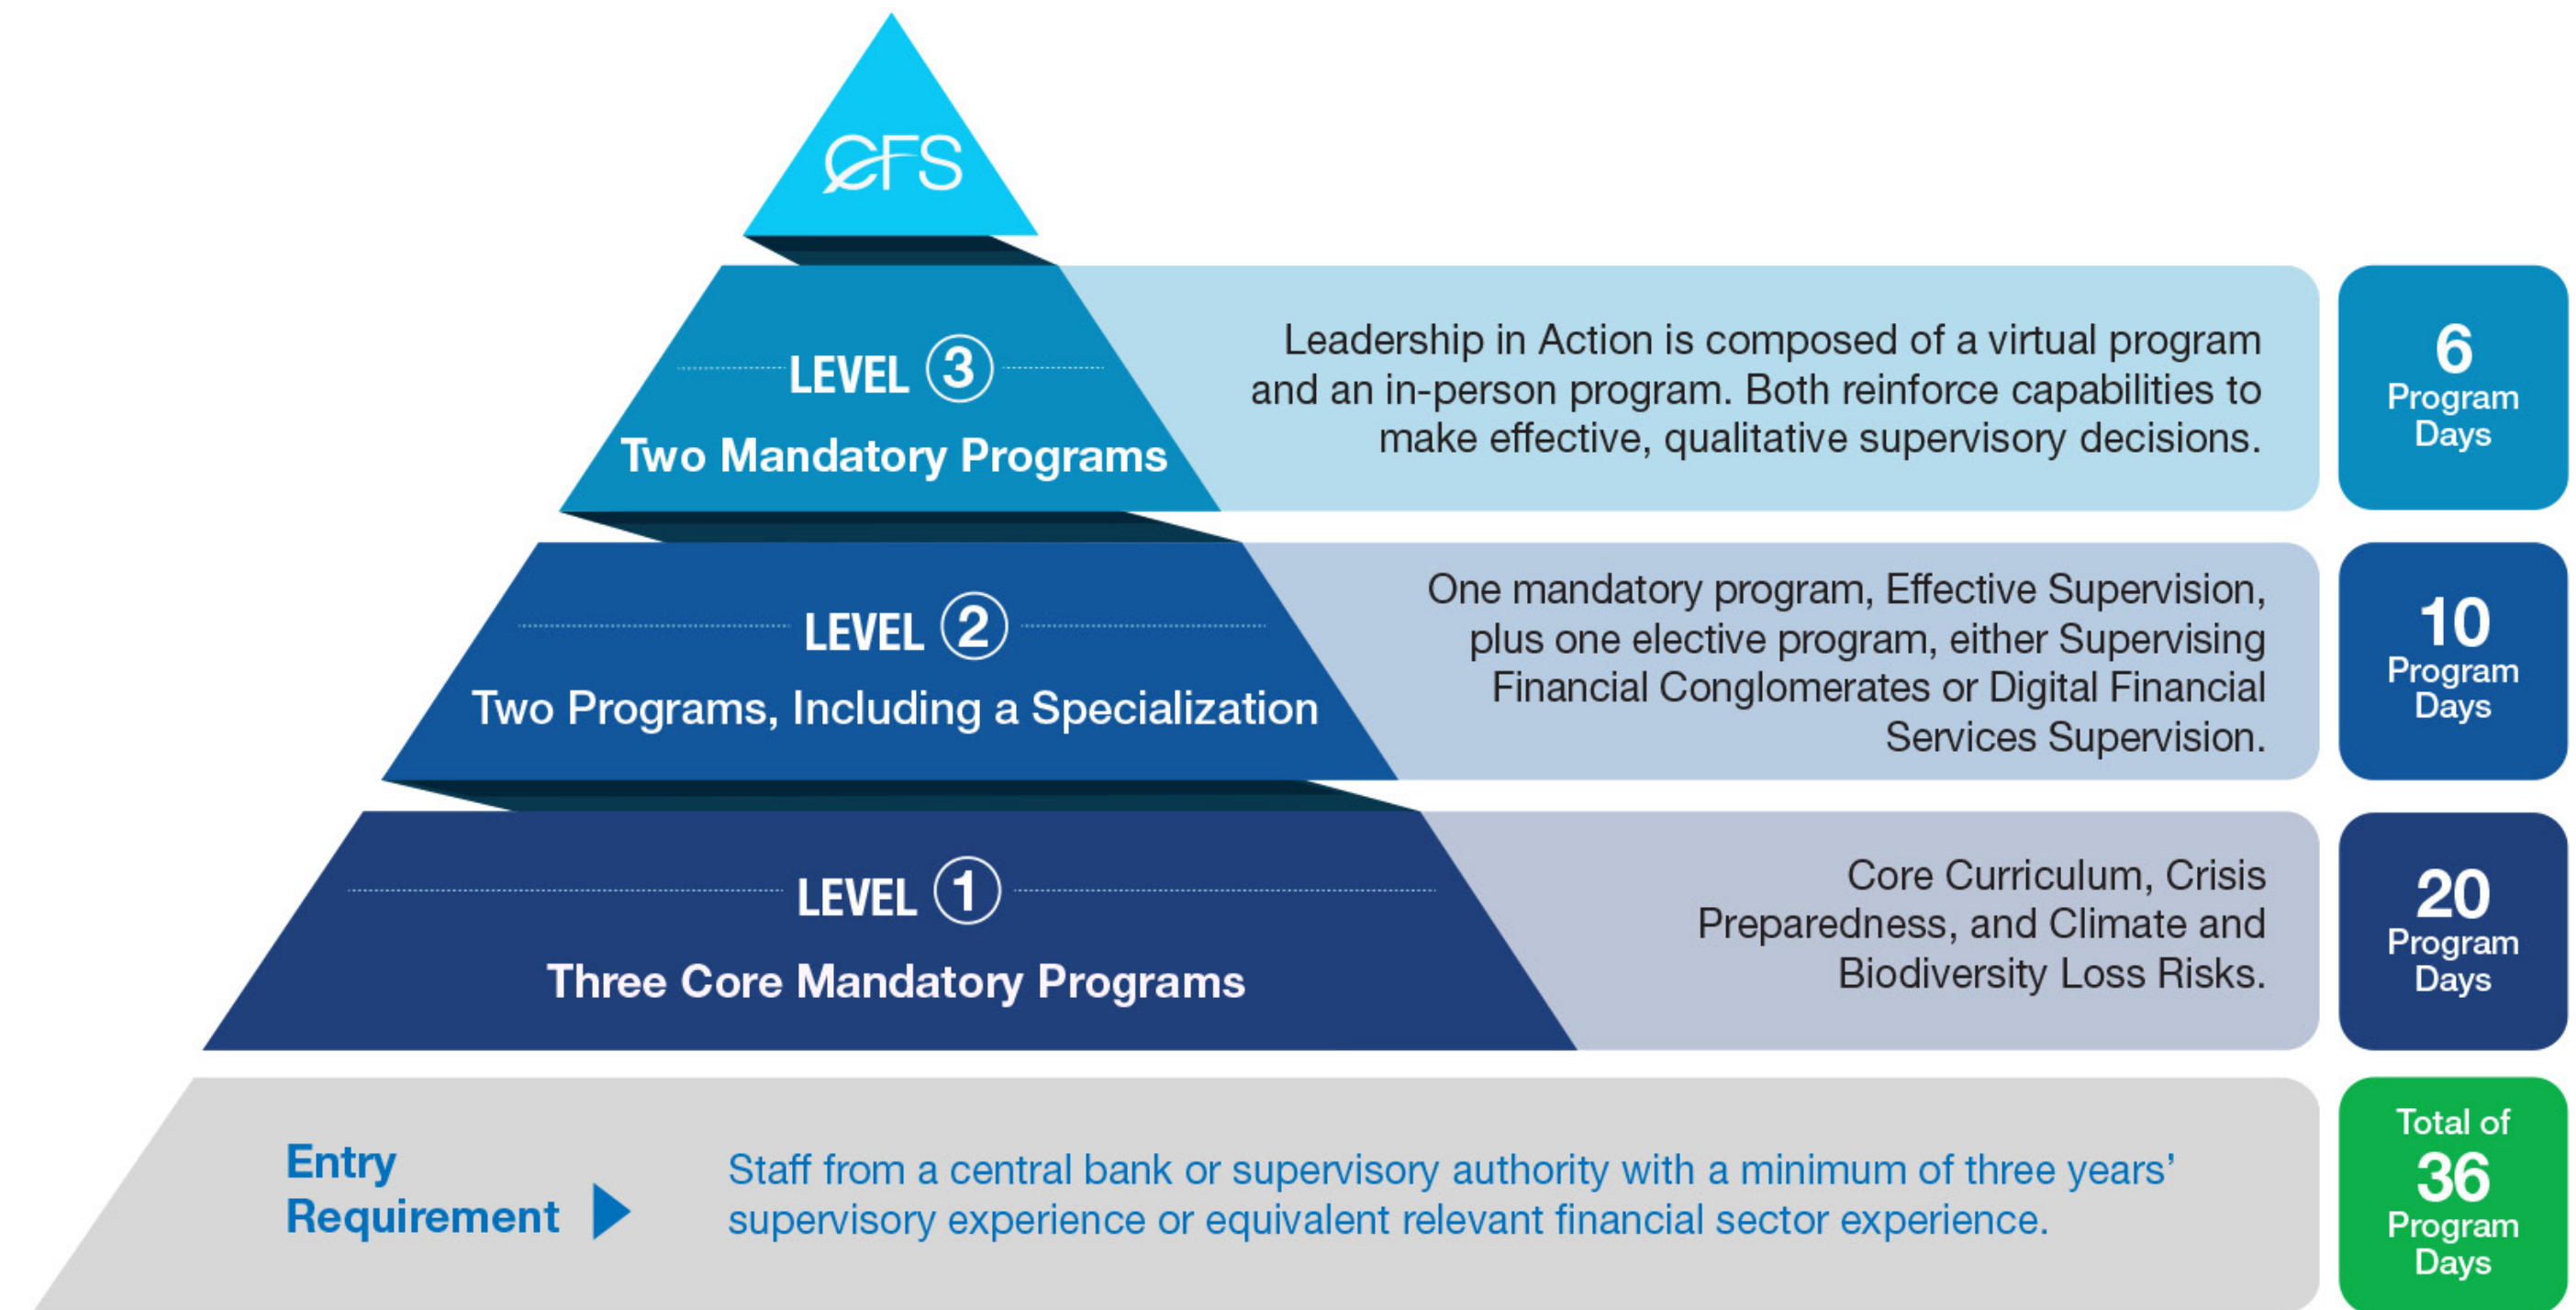 CFS
LEVEL 3
Two Mandatory Programs
Leadership in Action is composed of a virtual program
and an in-person program. Both reinforce capabilities to
make effective, qualitative supervisory decisions.
6
Program
Days
LEVEL 2
Two Programs, Including a Specialization
One mandatory program, Effective Supervision,
plus one elective program, either Supervising
Financial Conglomerates or Digital Financial
Services Supervision.
10
Program
Days
LEVEL 1
Three Core Mandatory Programs
Core Curriculum, Crisis
Preparedness, and Climate and
Biodiversity Loss Risks.
20
Program
Days
Entry
Requirement
Staff from a central bank or supervisory authority with a minimum of three years’
supervisory experience or equivalent relevant financial sector experience.
Total of
36
Program
Days